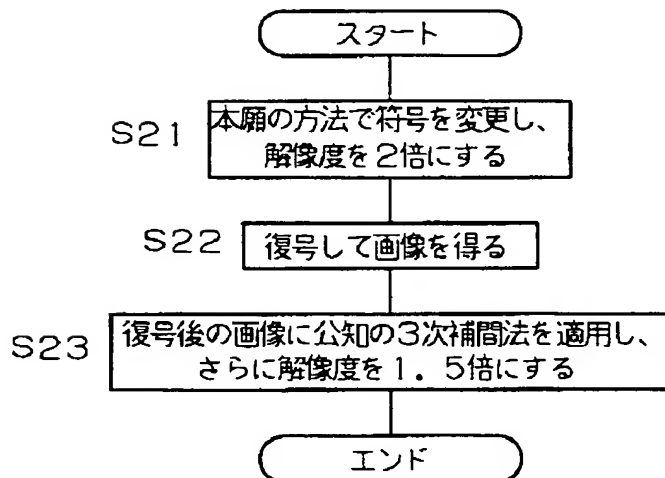 スタート
S21
本願の方法で符号を変更し、
解像度を2倍にする
S22
復号して画像を得る
S23
復号後の画像に公知の3次補間法を適用し、
さらに解像度を1．5倍にする
エンド